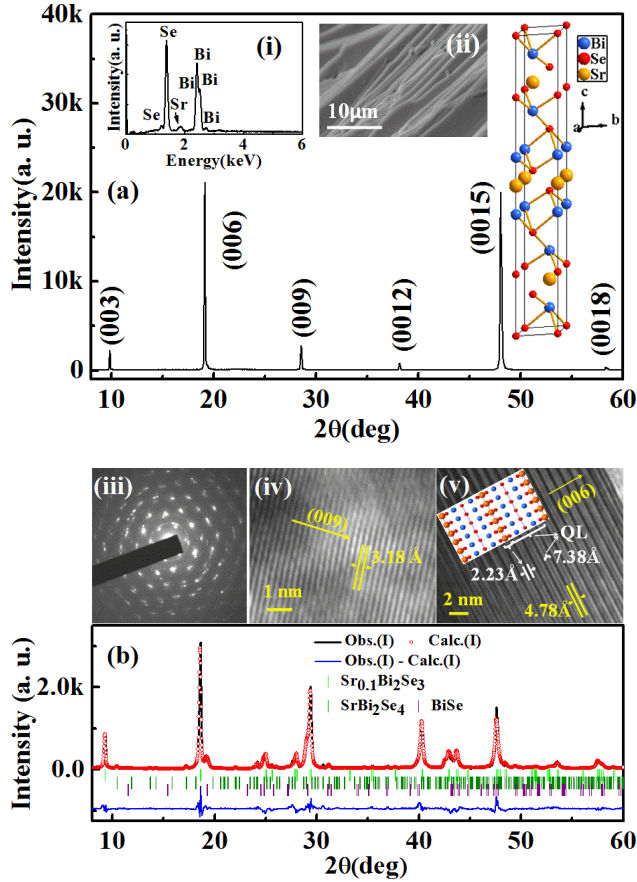 40k
30k
20k
10k
0
Intensity(a. u.)
(a)
(i)
Se
Bi
Bi
Bi
Bi
Se
Sr
Intensity(a. u.)
0 2 4 6
Energy(keV)
(ii)
10μm
Bi
Se
Sr
c
a
b
(003)
(006)
(009)
(0012)
(0015)
(0018)
10 20 30 40 50 60
2θ(deg)
(iii)
(iv)
(009)
3.18 Å
1 nm
(v)
(006)
QL
7.38Å
2.23Å
4.78Å
2 nm
(b)
Obs.(I) Calc.(I)
Obs.(I) - Calc.(I)
Sr0.1Bi2Se3
SrBi2Se4 BiSe
2.0k
0.0
Intensity (a. u.)
10 20 30 40 50 60
2θ(deg)